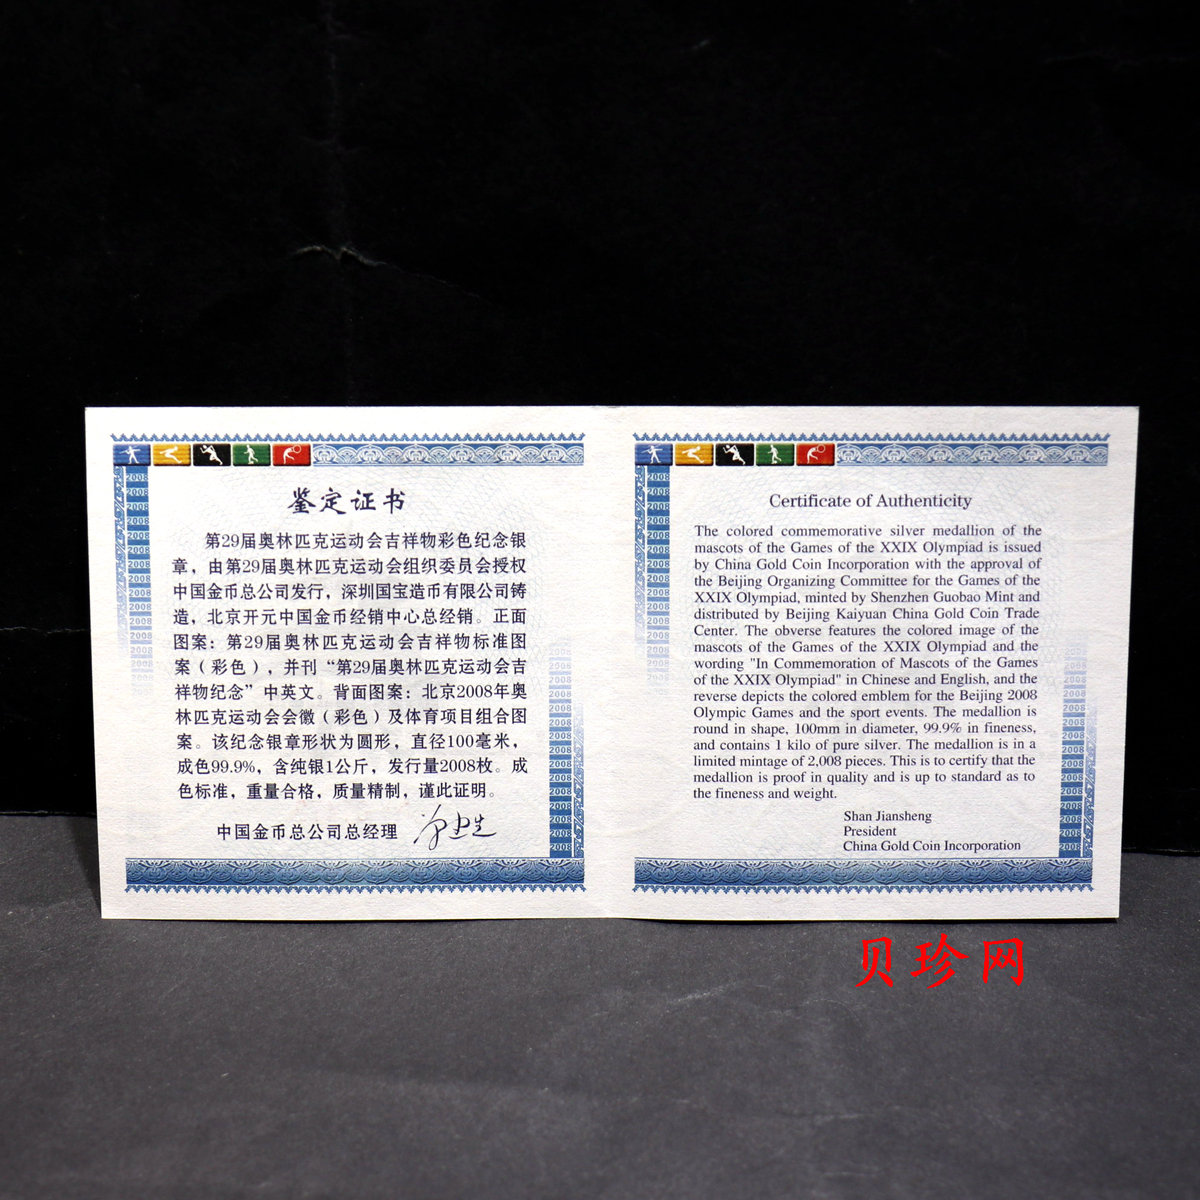 鉴定证书
第29届奥林匹克运动会吉祥物彩色纪念银
章，由第29届奥林匹克运动会组织委员会授权
中国金币总公司发行，深圳国宝造币有限公司铸
造，北京开元中国金币经销中心总经销。正面
图案：第29届奥林匹克运动会吉祥物标准图
案（彩色），并刊“第29届奥林匹克运动会吉
祥物纪念”中英文。背面图案：北京2008年奥
林匹克运动会会徽（彩色）及体育项目组合图
案。该纪念银章形状为圆形，直径100毫米，
成色99.9%，含纯银1公斤，发行量2008枚。成
色标准，重量合格，质量精制，谨此证明。
中国金币总公司总经理
Certificate of Authenticity
The colored commemorative silver medallion of the
mascots of the Games of the XXIX Olympiad is issued
by China Gold Coin Incorporation with the approval of
the Beijing Organizing Committee for the Games of the
XXIX Olympiad, minted by Shenzhen Guobao Mint and
distributed by Beijing Kaiyuan China Gold Coin Trade
Center. The obverse features the colored image of the
mascots of the Games of the XXIX Olympiad and the
wording "In Commemoration of Mascots of the Games
of the XXIX Olympiad" in Chinese and English, and the
reverse depicts the colored emblem for the Beijing 2008
Olympic Games and the sport events. The medallion is
round in shape, 100mm in diameter, 99.9% in fineness,
and contains 1 kilo of pure silver. The medallion is in a
limited mintage of 2,008 pieces. This is to certify that the
medallion is proof in quality and is up to standard as to
the fineness and weight.
Shan Jiansheng
President
China Gold Coin Incorporation
贝珍网